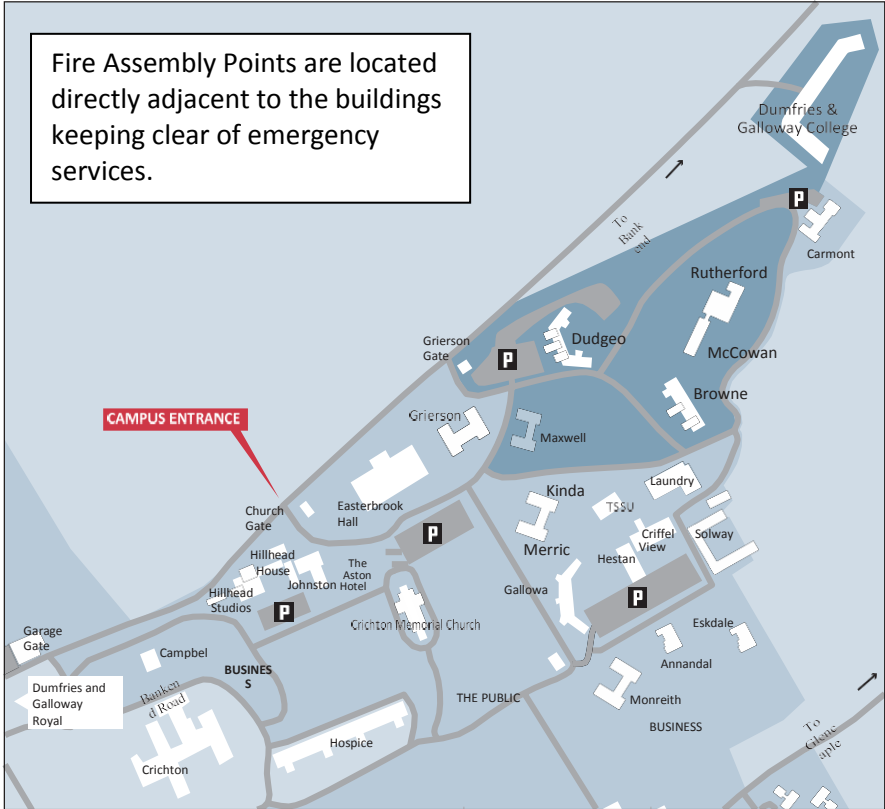 Fire Assembly Points are located
directly adjacent to the buildings
keeping clear of emergency
services.
Dumfries &
Galloway College
To
Bank
end
P
Carmont
Rutherford
Grierson
Gate
P
Dudgeo
McCowan
Browne
CAMPUS ENTRANCE
Grierson
Maxwell
Church
Gate
Easterbrook
Hall
P
Kinda
Laundry
TSSU
Merric
Criffel
View
Solway
Hestan
Hillhead
House
Johnston
The
Aston
Hotel
Hillhead
Studios
P
Gallowa
P
Crichton Memorial Church
Eskdale
Annandal
Garage
Gate
Campbel
BUSINES
S
Dumfries and
Galloway
Royal
Banken
d Road
THE PUBLIC
Monreith
BUSINESS
To
Glenc
aple
Hospice
Crichton